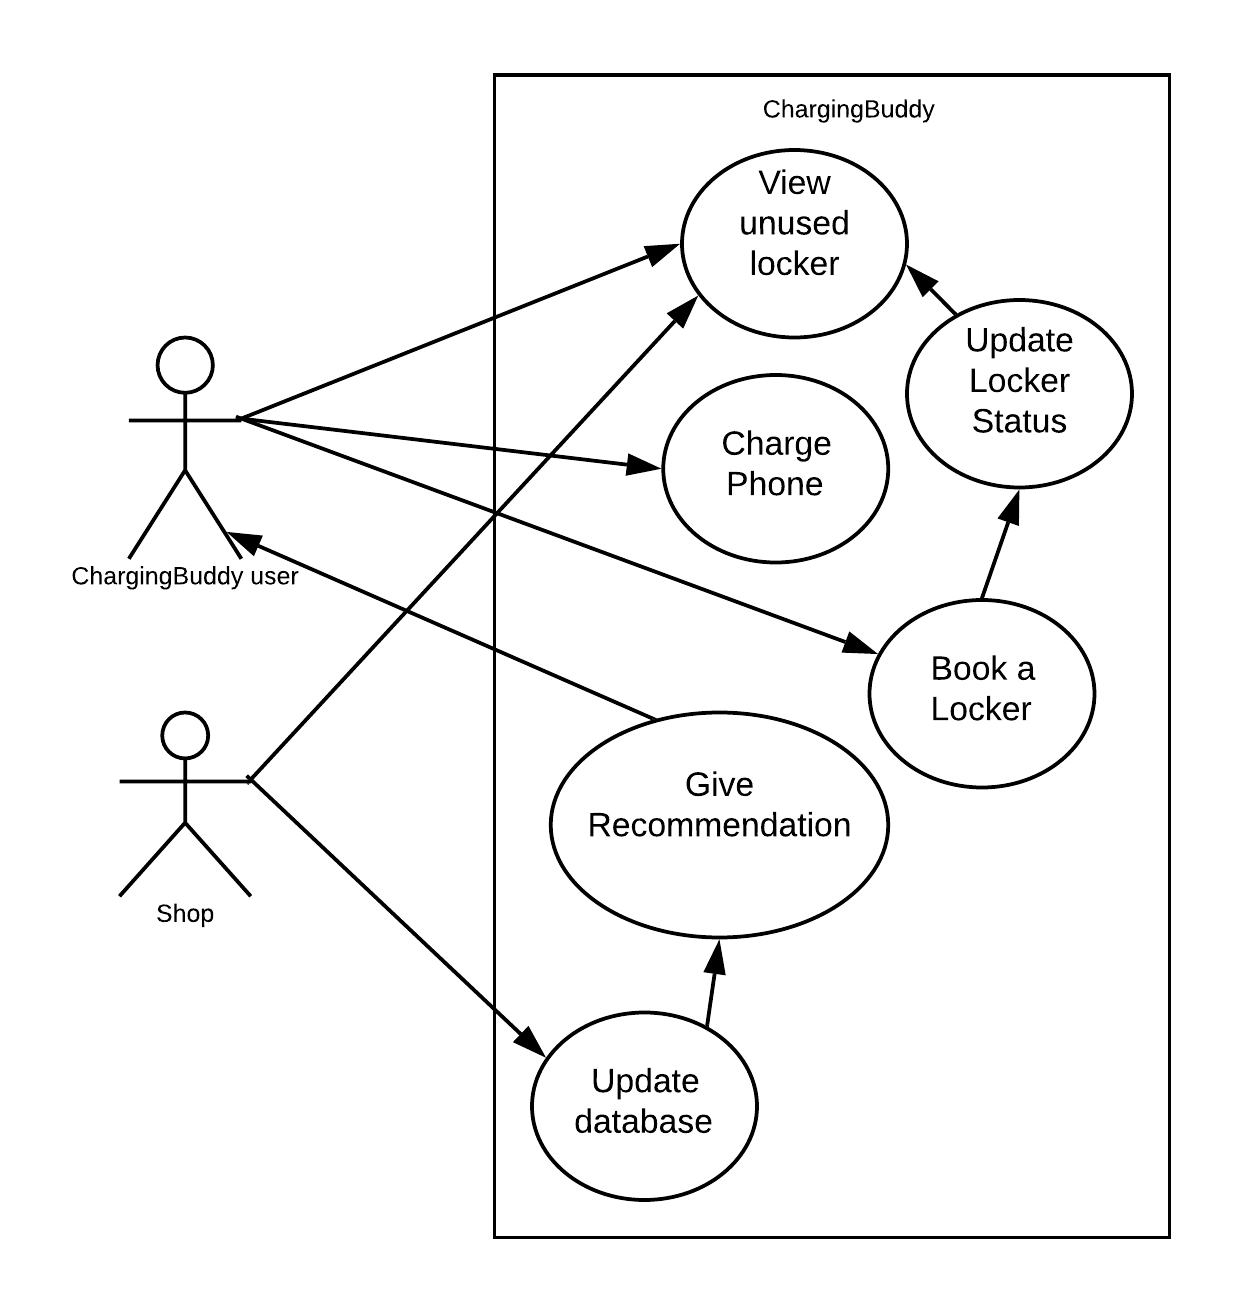 ChargingBuddy
View
unused
locker
Update
Locker
Status
Charge
Phone
ChargingBuddy user
Book a
Locker
Give
Recommendation
Shop
Update
database